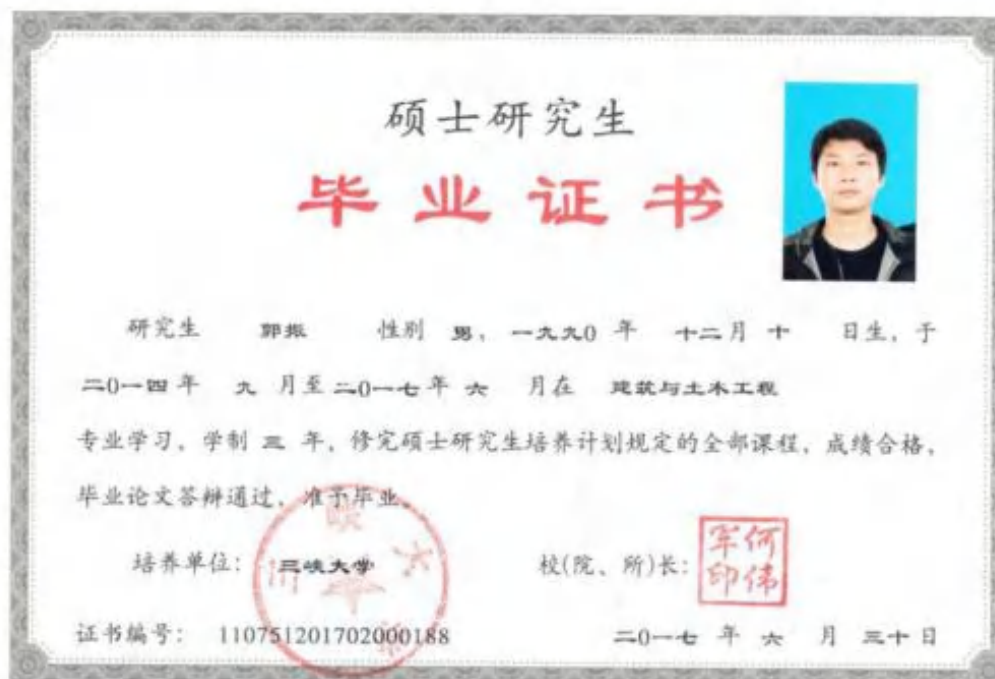 硕士研究生
毕业证书
研究生 郭振 性别 男，一九九0 年 十二月 十 日生，于
二0一四 年 九 月至 二0一七 年 六 月在 建筑与土木工程
专业学习，学制 三 年，修完硕士研究生培养计划规定的全部课程，成绩合格，
毕业论文答辩通过，准予毕业。
培养单位： 三峡大学 校(院、所)长：
何伟军印
三峡大学
证书编号： 110751201702000188 二0一七 年 六 月 三十日